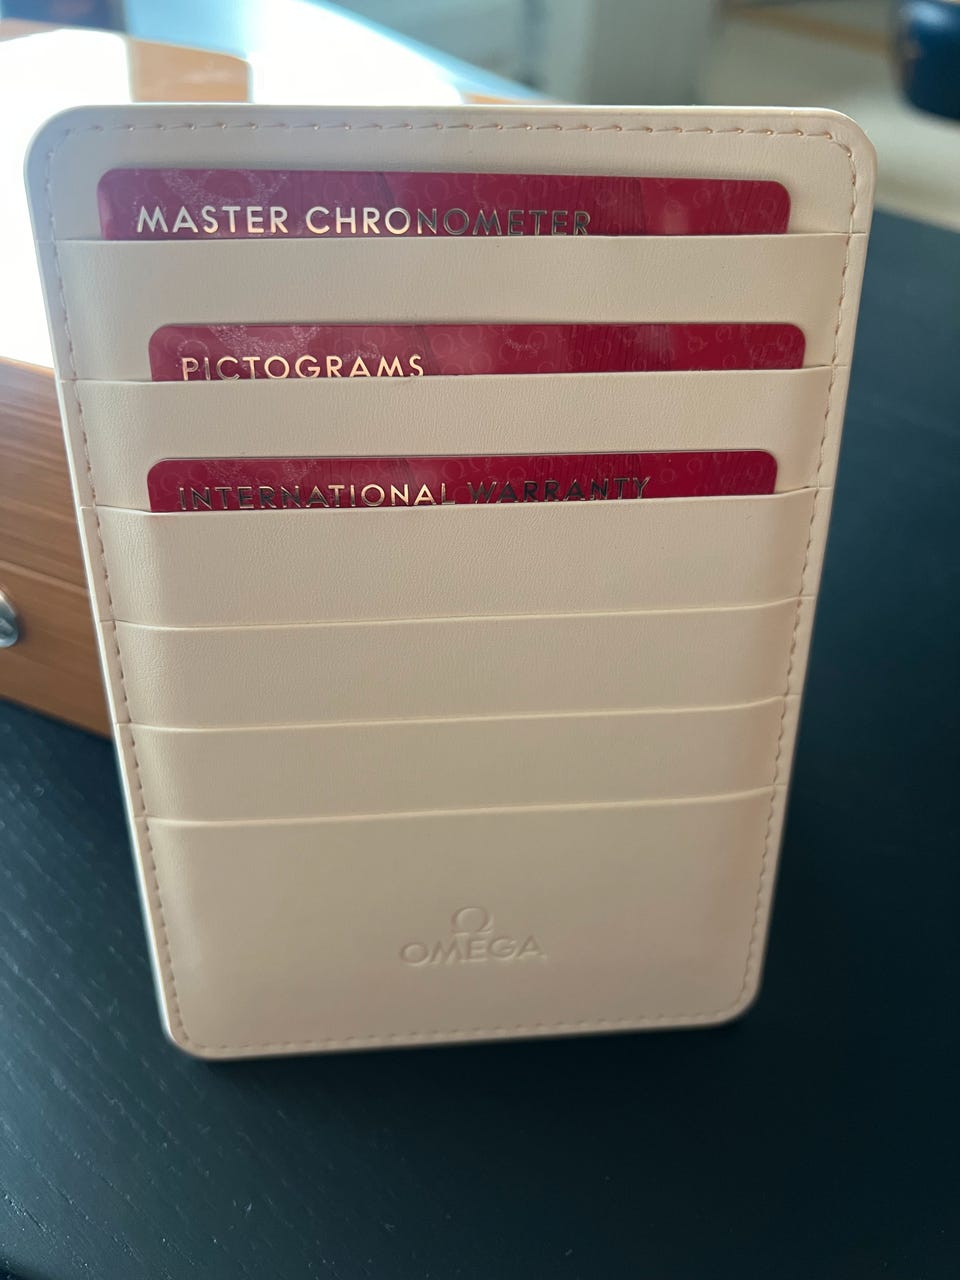 MASTER CHRONOMETER
PICTOGRAMS
INTERNATIONAL WARRANTY
Ω
OMEGA